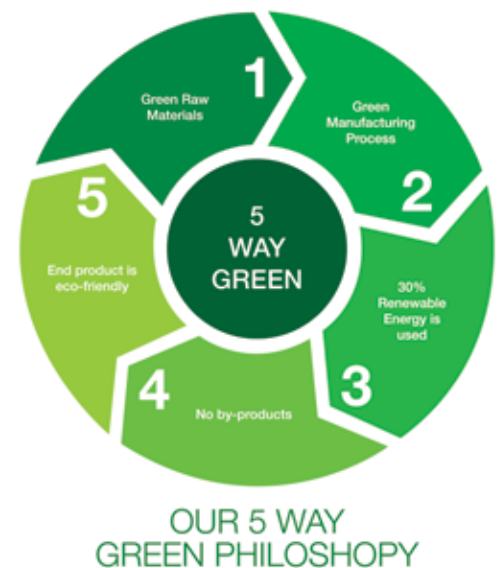 1
Green Raw
Materials
Green
Manufacturing
Process
2
30%
Renewable
Energy is
used
3
4
No by-products
5
End product is
eco-friendly
5
WAY
GREEN
OUR 5 WAY
GREEN PHILOSHOPY